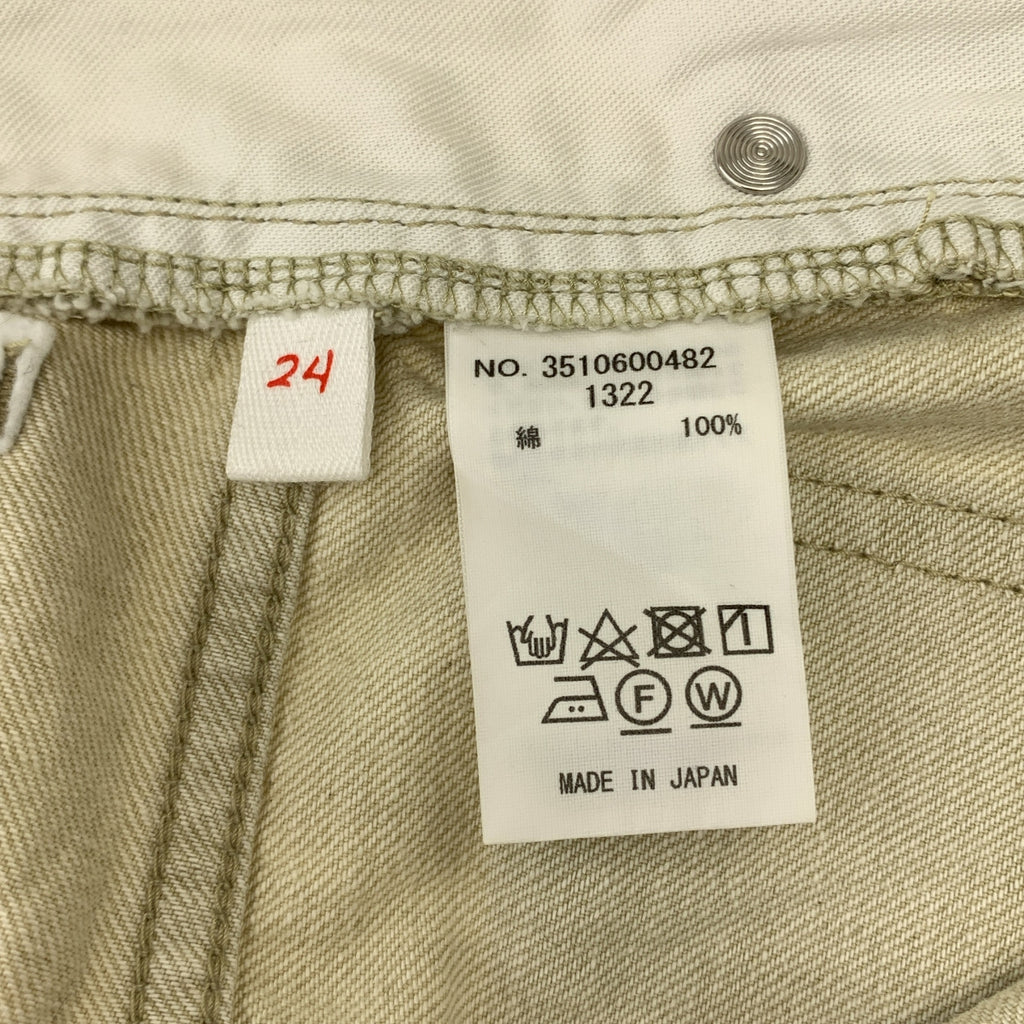 24
NO. 3510600482
1322
綿 100%
F W
MADE IN JAPAN